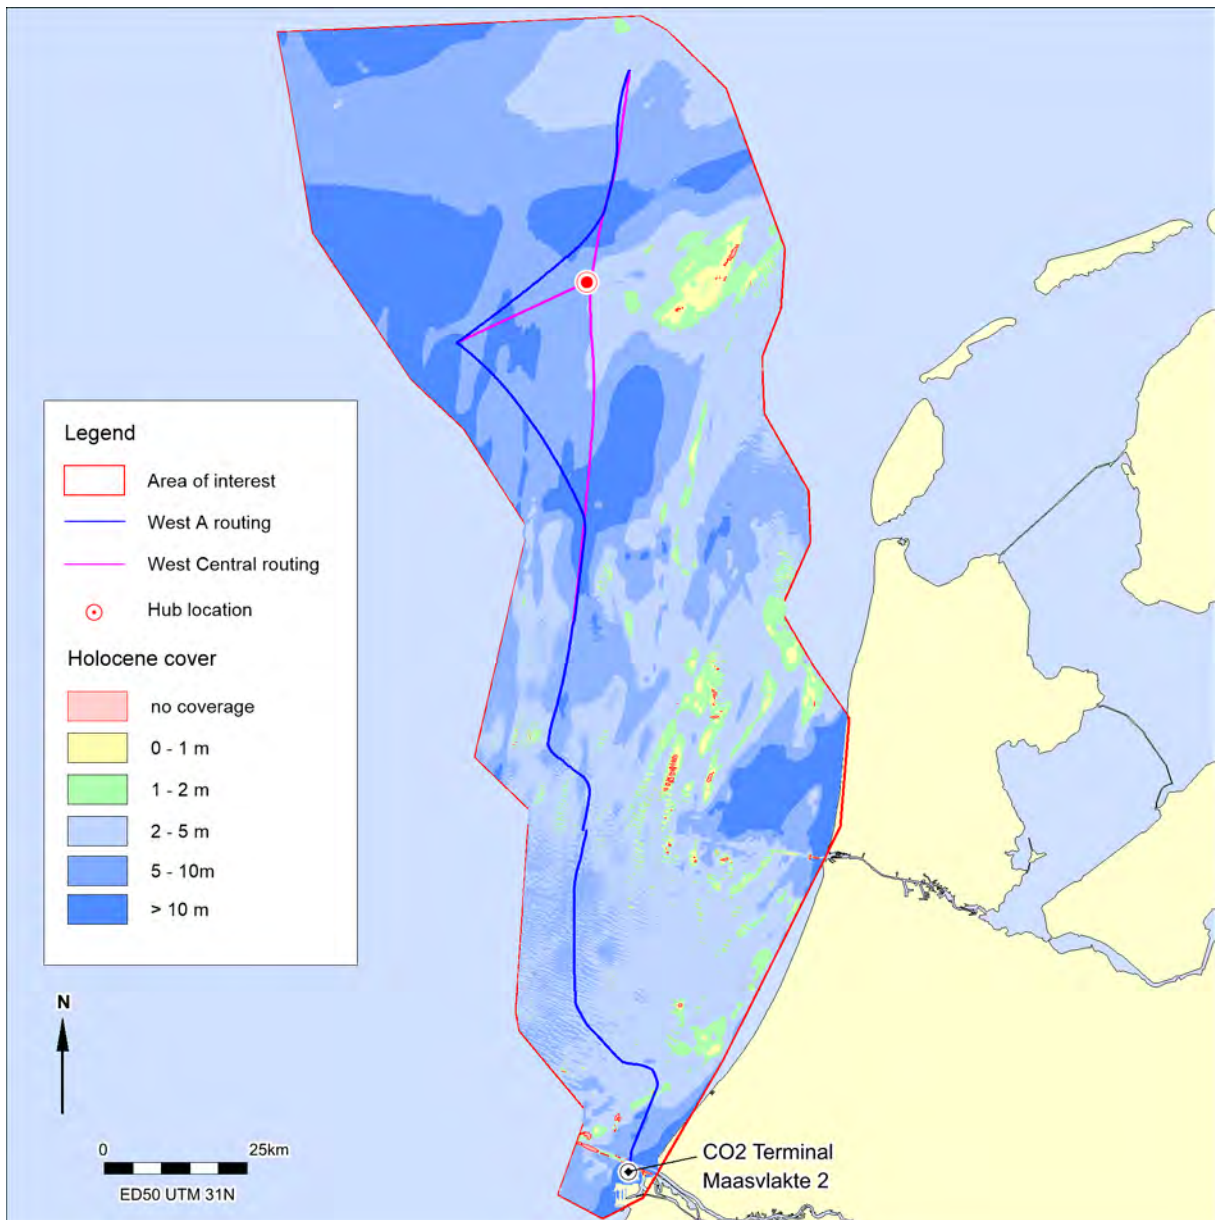 Legend
Area of interest
West A routing
West Central routing
Hub location
Holocene cover
no coverage
0 - 1 m
1 - 2 m
2 - 5 m
5 - 10m
> 10 m
N
0 25km
ED50 UTM 31N
CO2 Terminal
Maasvlakte 2